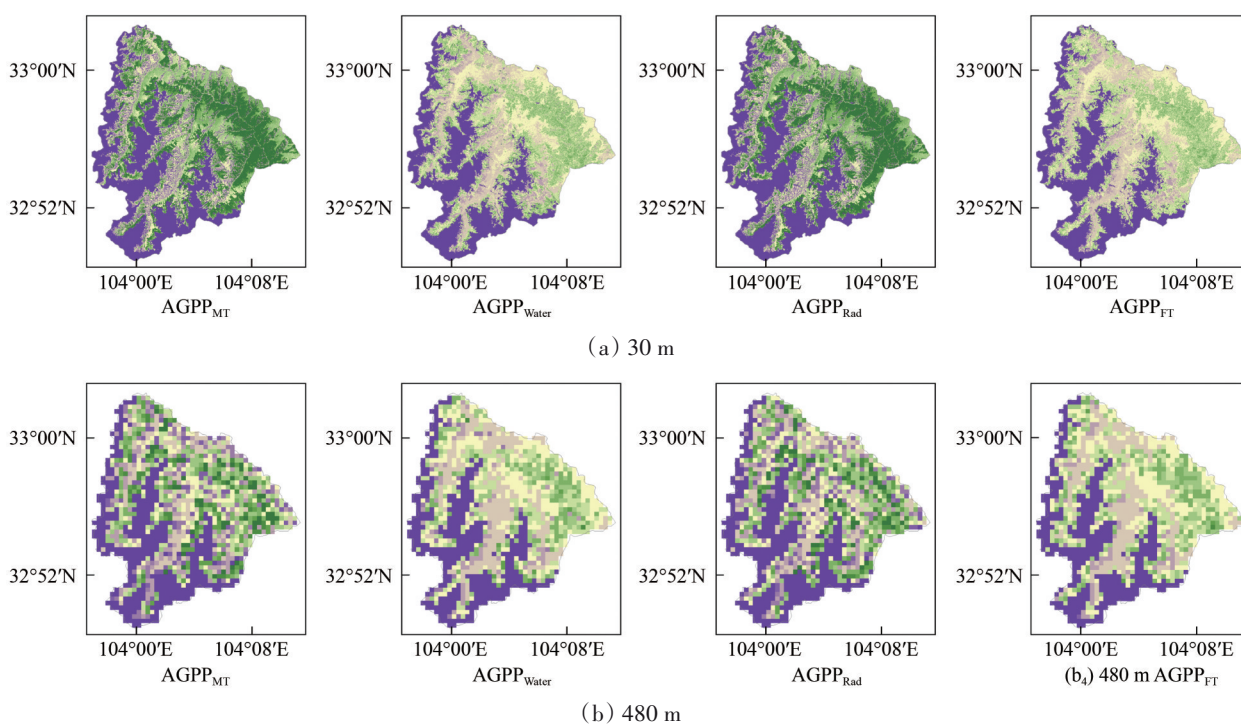 33°00′N
32°52′N
104°00′E 104°08′E
AGPP_MT
33°00′N
32°52′N
104°00′E 104°08′E
AGPP_Water
33°00′N
32°52′N
104°00′E 104°08′E
AGPP_Rad
33°00′N
32°52′N
104°00′E 104°08′E
AGPP_FT
(a) 30 m
33°00′N
32°52′N
104°00′E 104°08′E
AGPP_MT
33°00′N
32°52′N
104°00′E 104°08′E
AGPP_Water
33°00′N
32°52′N
104°00′E 104°08′E
AGPP_Rad
33°00′N
32°52′N
104°00′E 104°08′E
(b₄) 480 m AGPP_FT
(b) 480 m